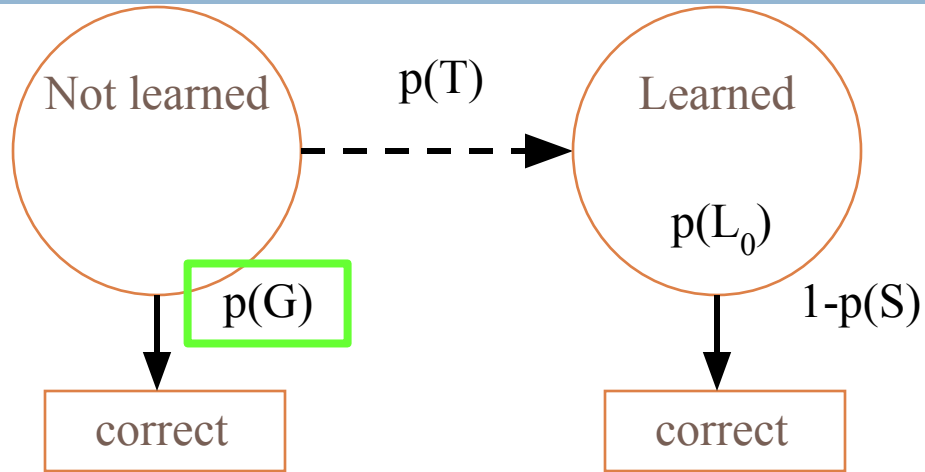 Not learned
p(T)
Learned
p(L₀)
p(G)
1-p(S)
correct
correct